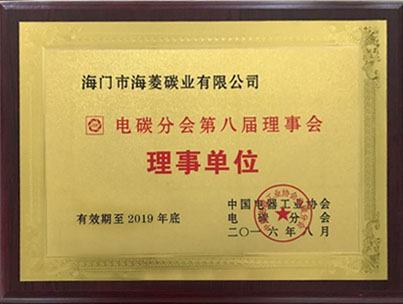 海门市海菱碳业有限公司
电碳分会第八届理事会
理事单位
中国电器工业协会
有效期至2019年底
电碳分会
二〇一六年八月